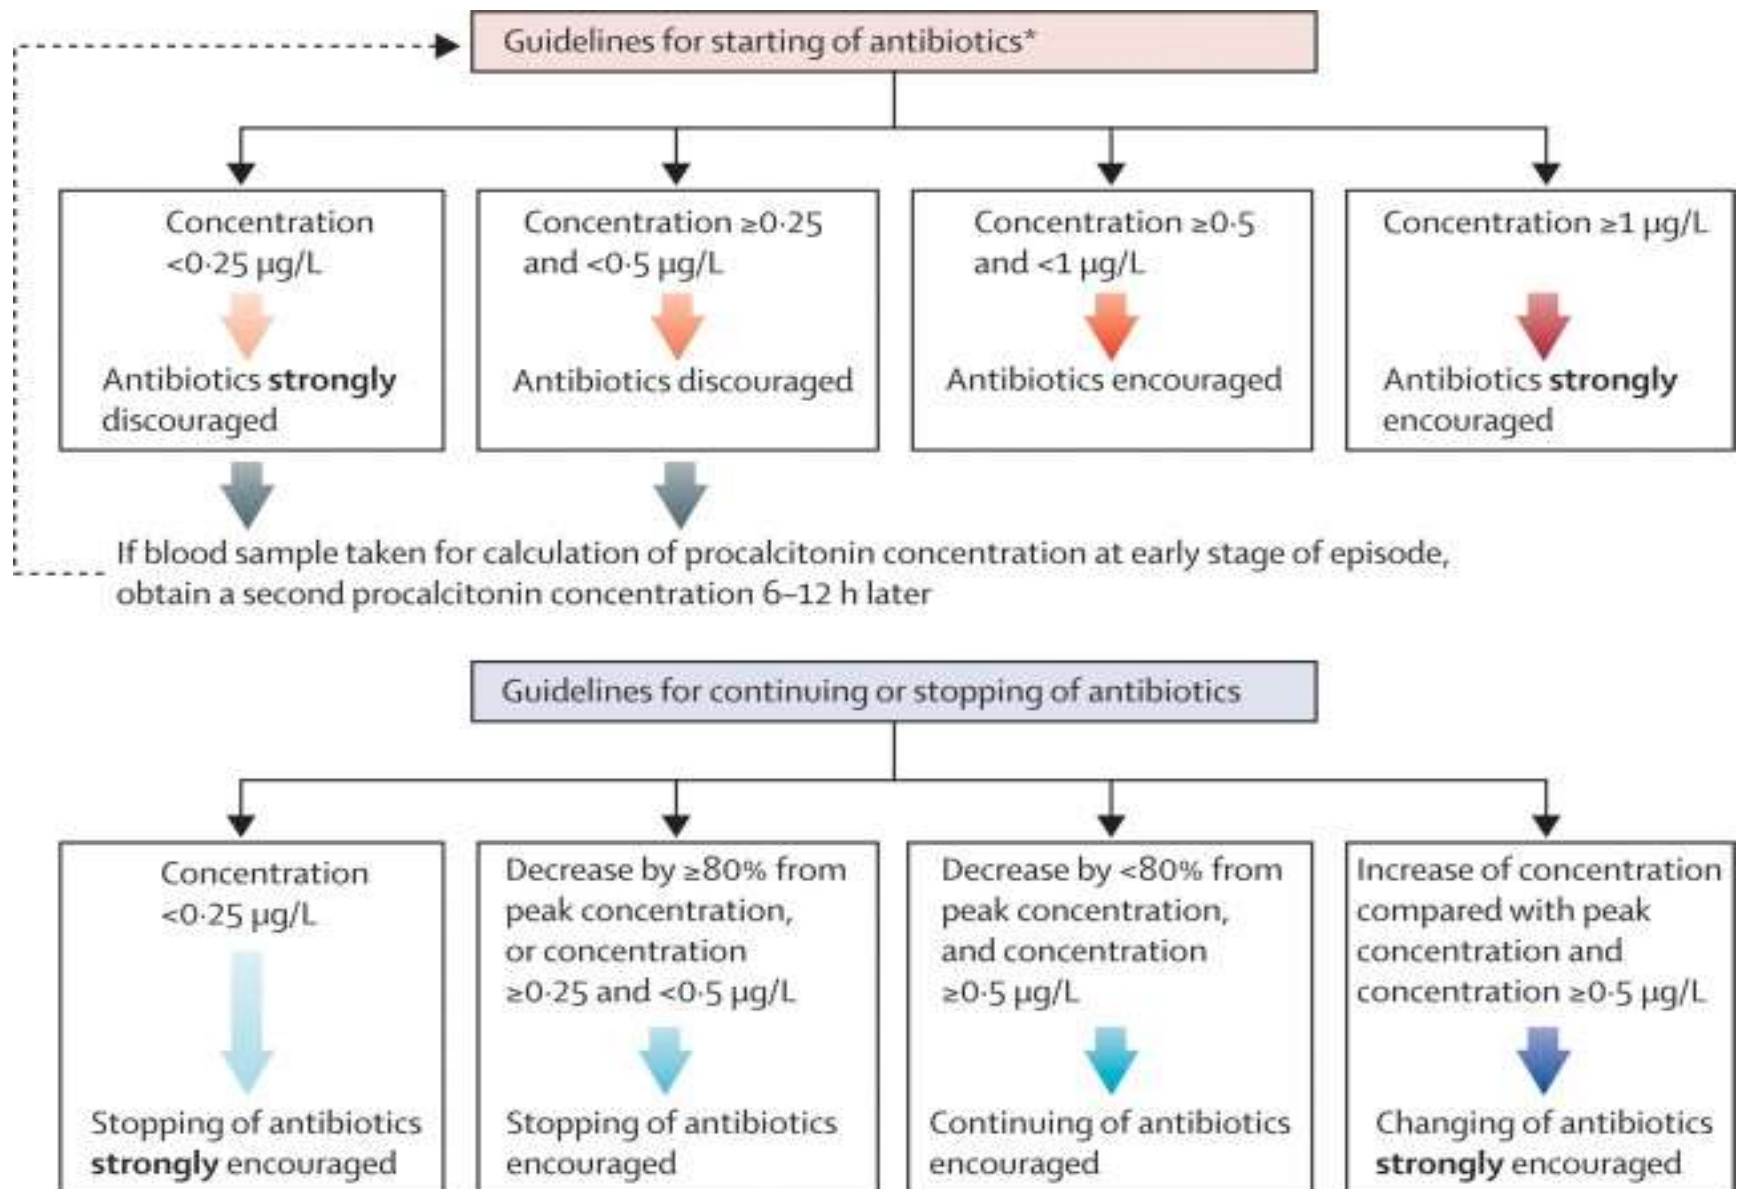 Guidelines for starting of antibiotics*
Concentration
<0·25 µg/L
Antibiotics strongly
discouraged
Concentration ≥0·25
and <0·5 µg/L
Antibiotics discouraged
Concentration ≥0·5
and <1 µg/L
Antibiotics encouraged
Concentration ≥1 µg/L
Antibiotics strongly
encouraged
If blood sample taken for calculation of procalcitonin concentration at early stage of episode,
obtain a second procalcitonin concentration 6–12 h later
Guidelines for continuing or stopping of antibiotics
Concentration
<0·25 µg/L
Stopping of antibiotics
strongly encouraged
Decrease by ≥80% from
peak concentration,
or concentration
≥0·25 and <0·5 µg/L
Stopping of antibiotics
encouraged
Decrease by <80% from
peak concentration,
and concentration
≥0·5 µg/L
Continuing of antibiotics
encouraged
Increase of concentration
compared with peak
concentration and
concentration ≥0·5 µg/L
Changing of antibiotics
strongly encouraged